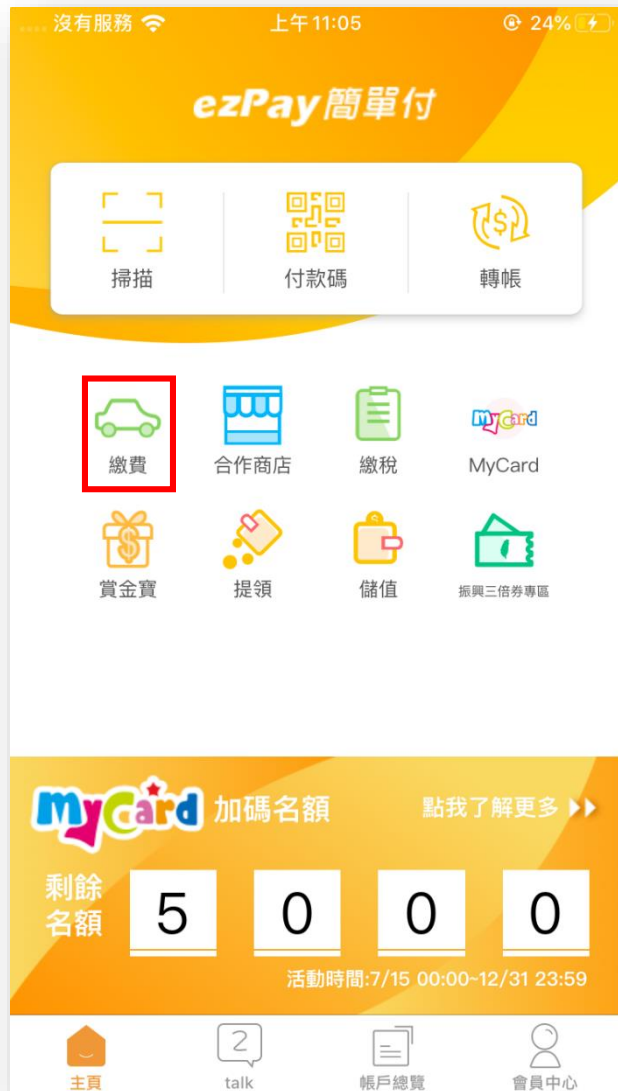 沒有服務 上午11:05 24%
ezPay簡單付
掃描 付款碼 轉帳
MyCard
繳費 合作商店 繳稅 MyCard
賞金寶 提領 儲值 振興三倍券專區
MyCard 加碼名額 點我了解更多
剩餘
名額 5 0 0 0
活動時間:7/15 00:00~12/31 23:59
2
主頁 talk 帳戶總覽 會員中心